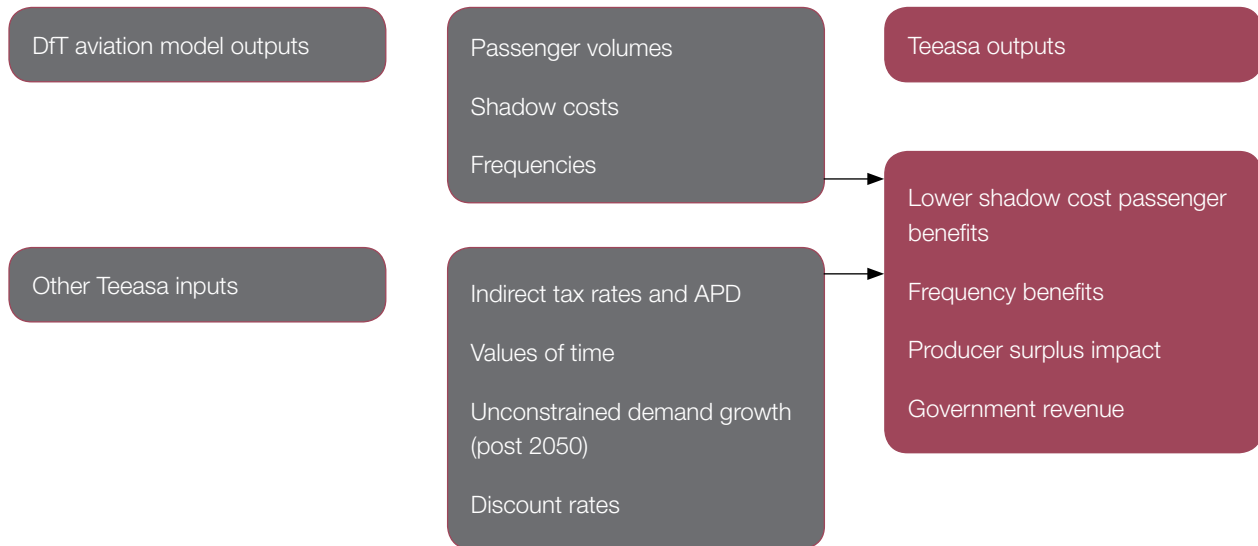 DfT aviation model outputs
Passenger volumes
Shadow costs
Frequencies
Teeasa outputs
Other Teeasa inputs
Indirect tax rates and APD
Values of time
Unconstrained demand growth
(post 2050)
Discount rates
Lower shadow cost passenger
benefits
Frequency benefits
Producer surplus impact
Government revenue